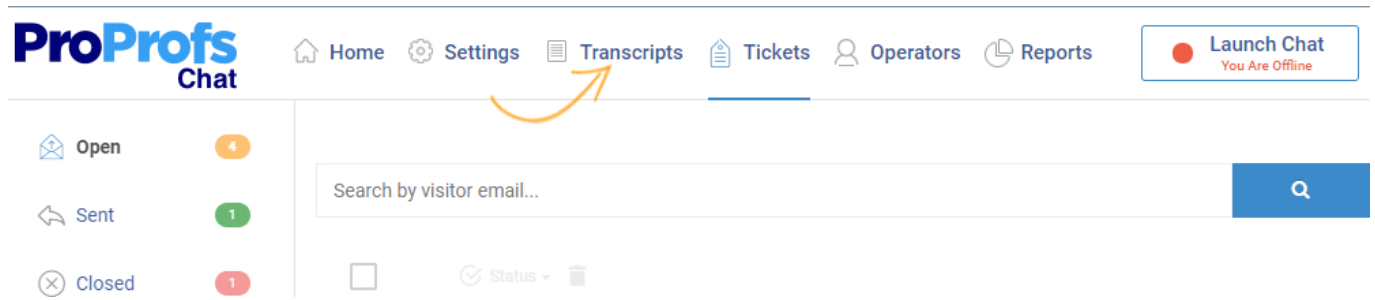 ProProfs
Chat
Home Settings Transcripts Tickets Operators Reports
Launch Chat
You Are Offline
Open 4
Search by visitor email...
Sent 1
Closed 1
Status